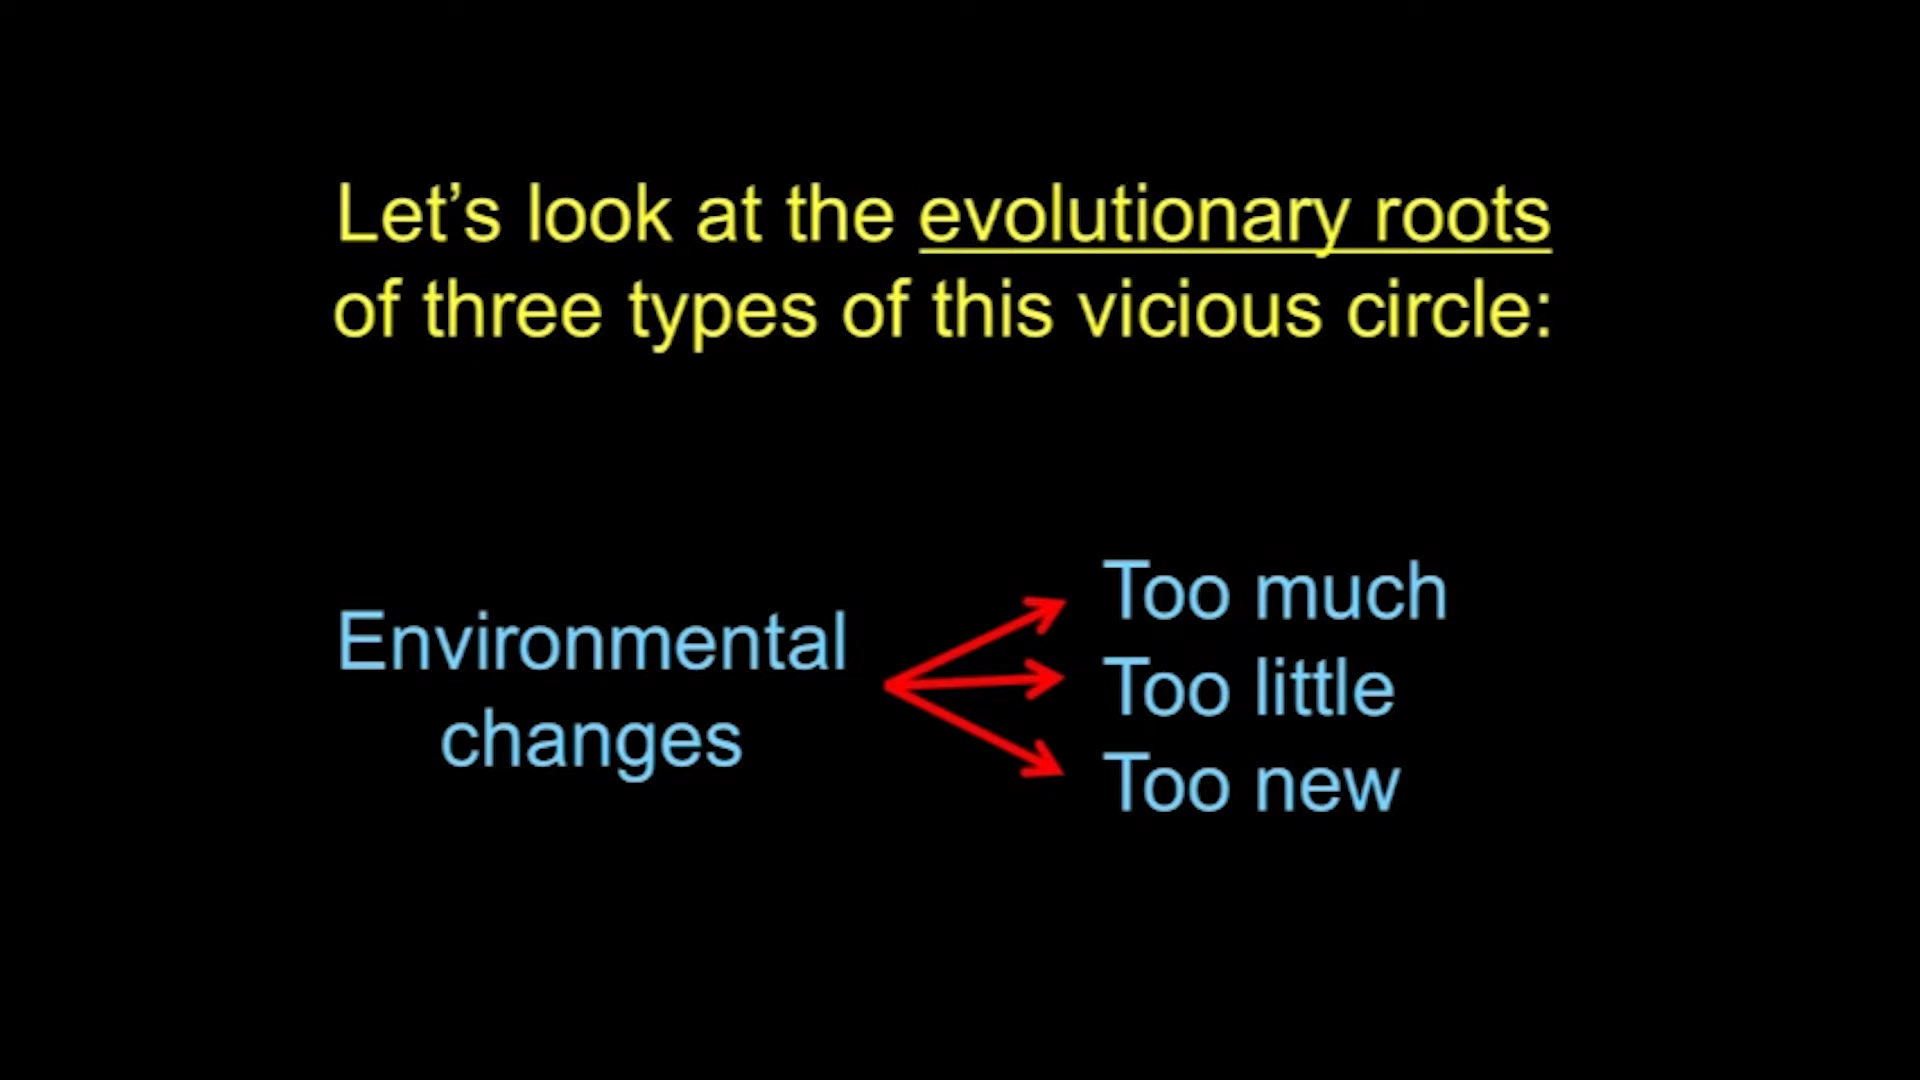 Let’s look at the evolutionary roots
of three types of this vicious circle:
Environmental
changes
Too much
Too little
Too new